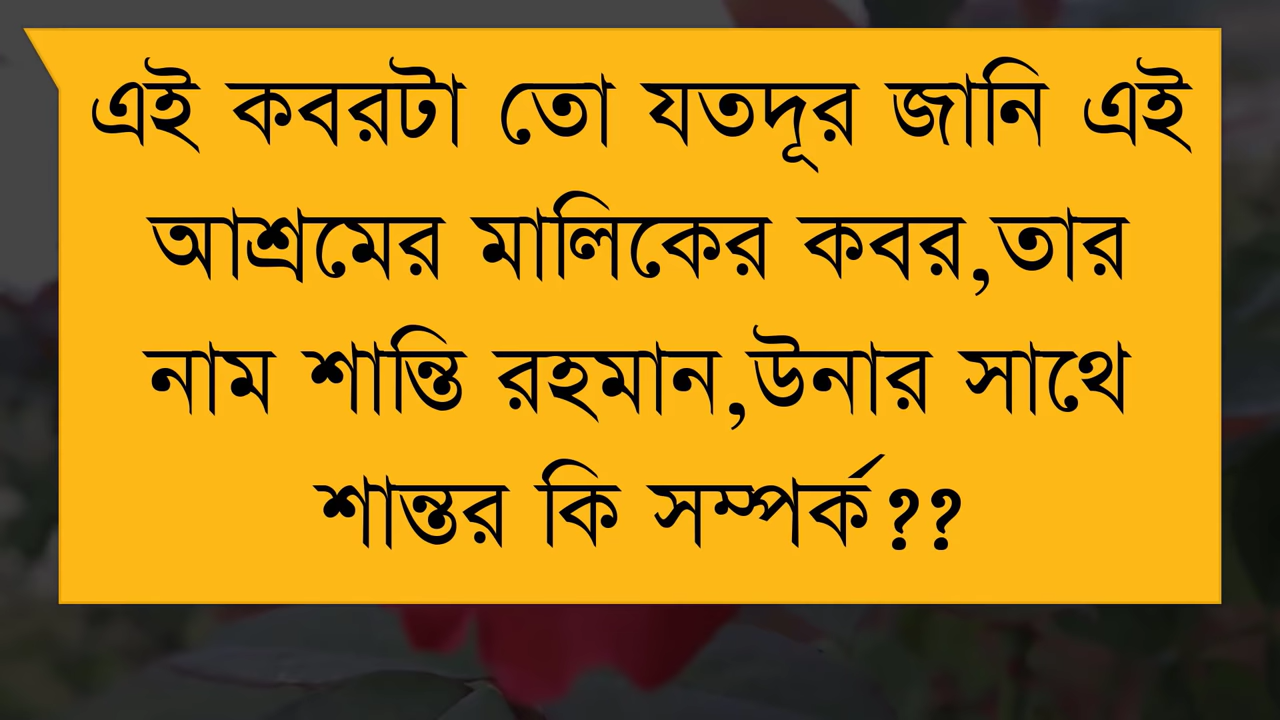 এই কবরটা তো যতদূর জানি এই
আশ্রমের মালিকের কবর,তার
নাম শান্তি রহমান,উনার সাথে
শান্তর কি সম্পর্ক??